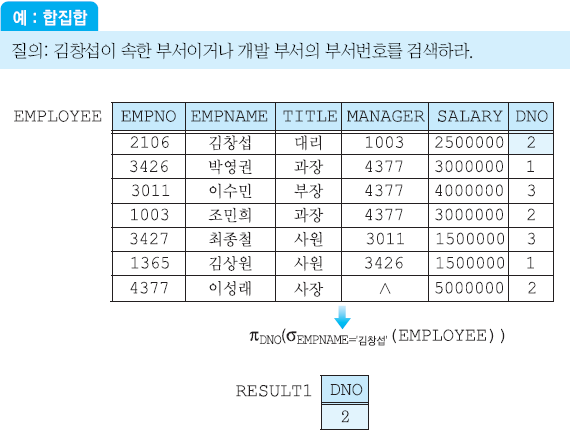 예 : 합집합
질의: 김창섭이 속한 부서이거나 개발 부서의 부서번호를 검색하라.
EMPLOYEE EMPNO EMPNAME TITLE MANAGER SALARY DNO
2106 김창섭 대리 1003 2500000 2
3426 박영권 과장 4377 3000000 1
3011 이수민 부장 4377 4000000 3
1003 조민희 과장 4377 3000000 2
3427 최종철 사원 3011 1500000 3
1365 김상원 사원 3426 1500000 1
4377 이성래 사장 ∧ 5000000 2
πDNO(σEMPNAME='김창섭'(EMPLOYEE))
RESULT1 DNO
2